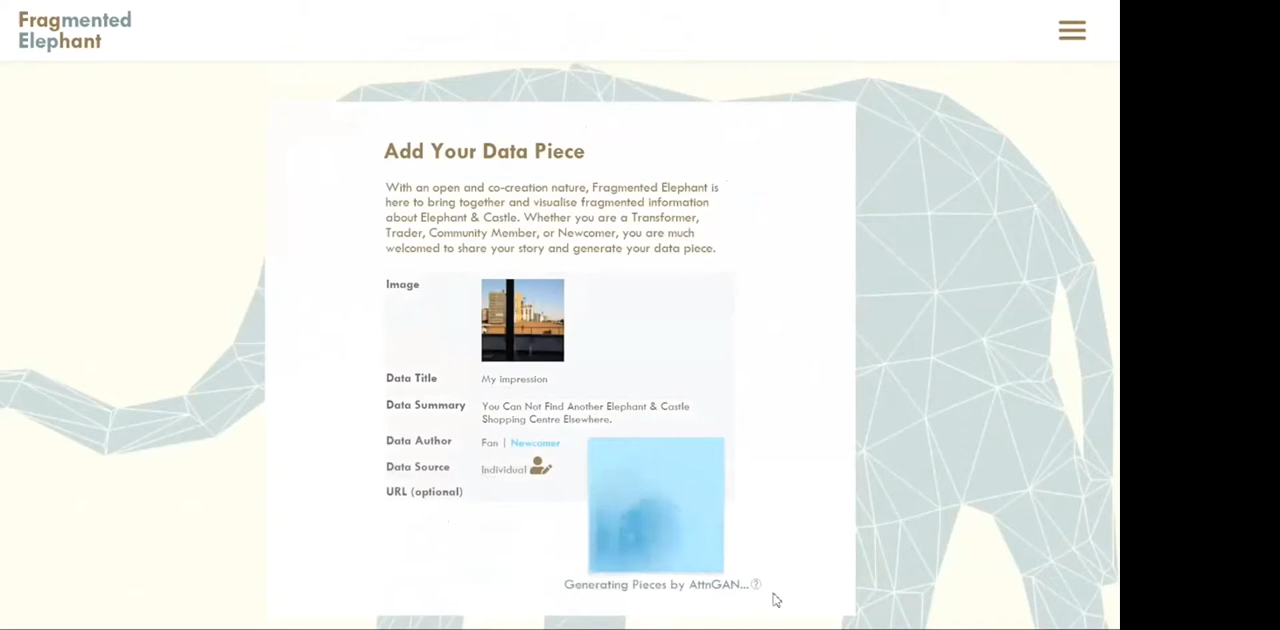 Fragmented
Elephant
Add Your Data Piece
With an open and co-creation nature, Fragmented Elephant is
here to bring together and visualise fragmented information
about Elephant & Castle. Whether you are a Transformer,
Trader, Community Member, or Newcomer, you are much
welcomed to share your story and generate your data piece.
Image
Data Title My impression
Data Summary You Can Not Find Another Elephant & Castle
Shopping Centre Elsewhere.
Data Author Fan | Newcomer
Data Source Individual
URL (optional)
Generating Pieces by AttnGAN... ?